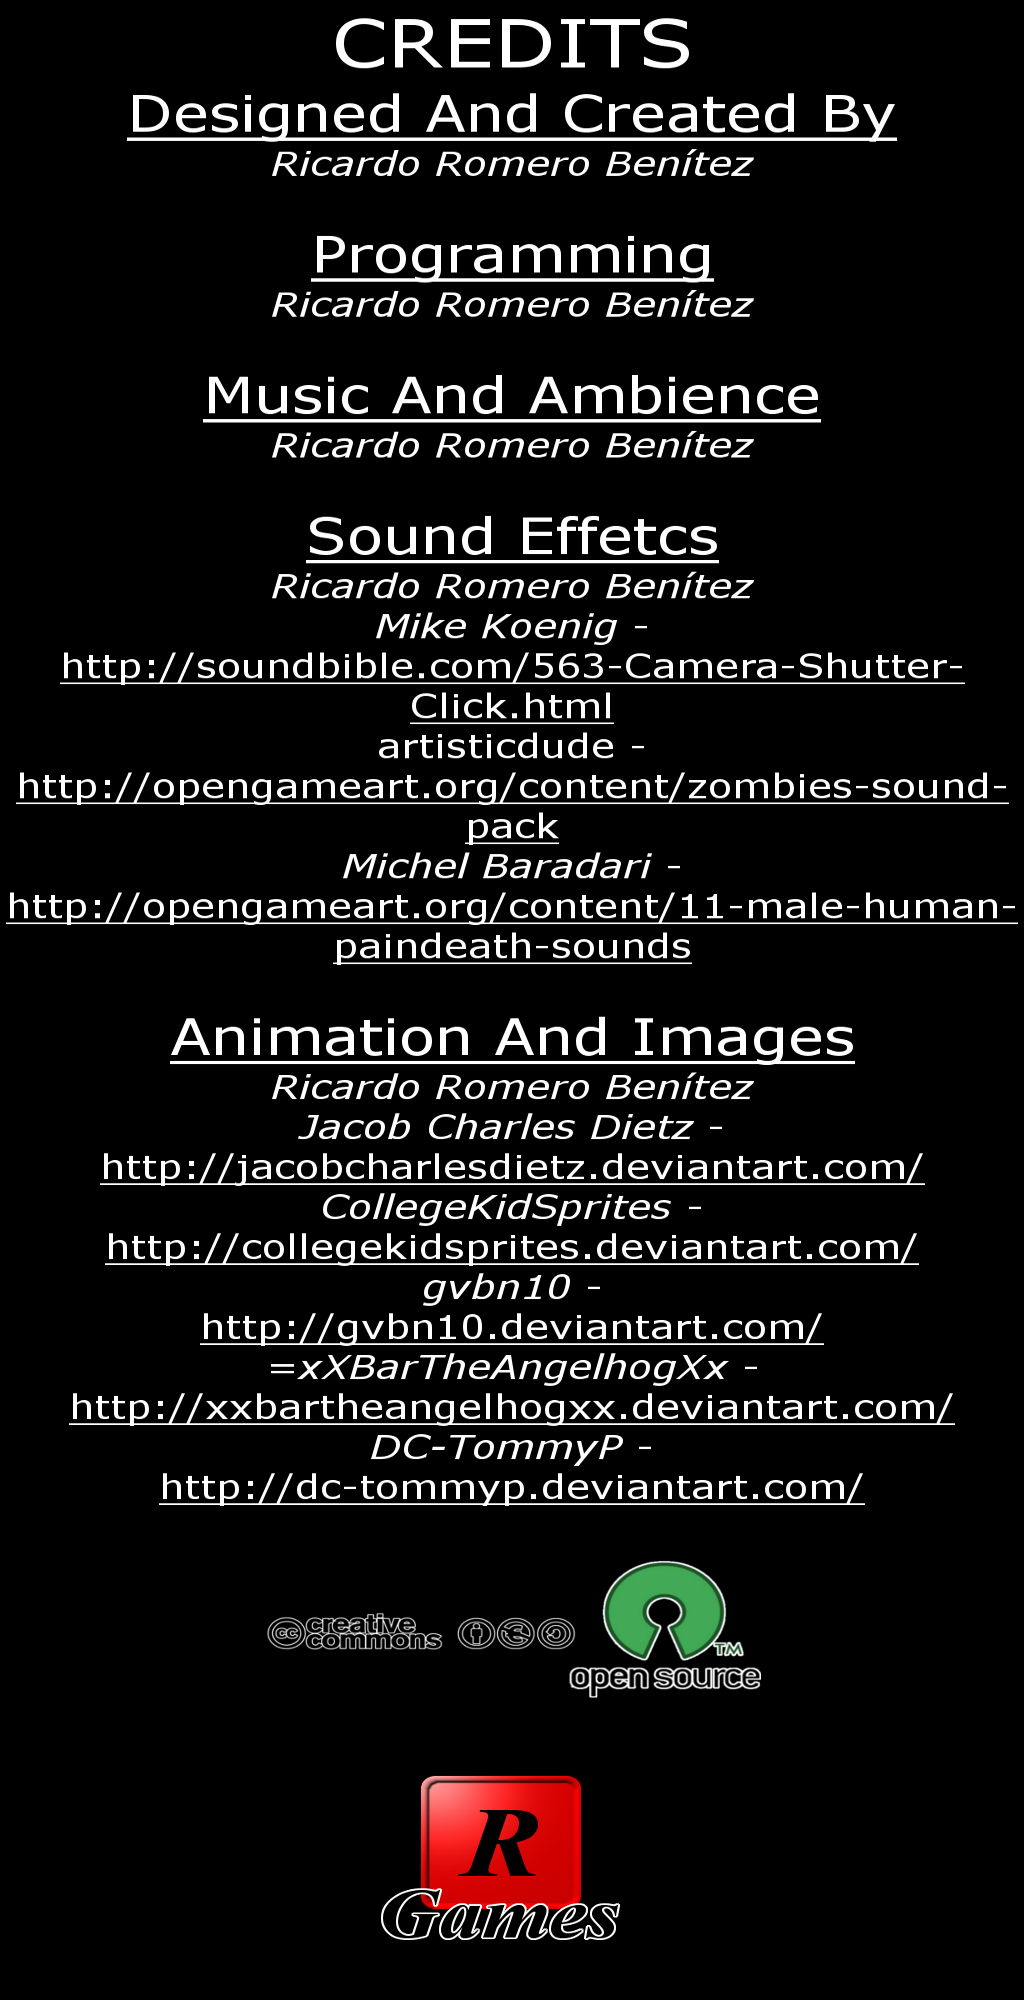 CREDITS
Designed And Created By
Ricardo Romero Benítez
Programming
Ricardo Romero Benítez
Music And Ambience
Ricardo Romero Benítez
Sound Effetcs
Ricardo Romero Benítez
Mike Koenig -
http://soundbible.com/563-Camera-Shutter-
Click.html
artisticdude -
http://opengameart.org/content/zombies-sound-
pack
Michel Baradari -
http://opengameart.org/content/11-male-human-
paindeath-sounds
Animation And Images
Ricardo Romero Benítez
Jacob Charles Dietz -
http://jacobcharlesdietz.deviantart.com/
CollegeKidSprites -
http://collegekidsprites.deviantart.com/
gvbn10 -
http://gvbn10.deviantart.com/
=xXBarTheAngelhogXx -
http://xxbartheangelhogxx.deviantart.com/
DC-TommyP -
http://dc-tommyp.deviantart.com/
cc creative
commons
TM
open source
R
Games